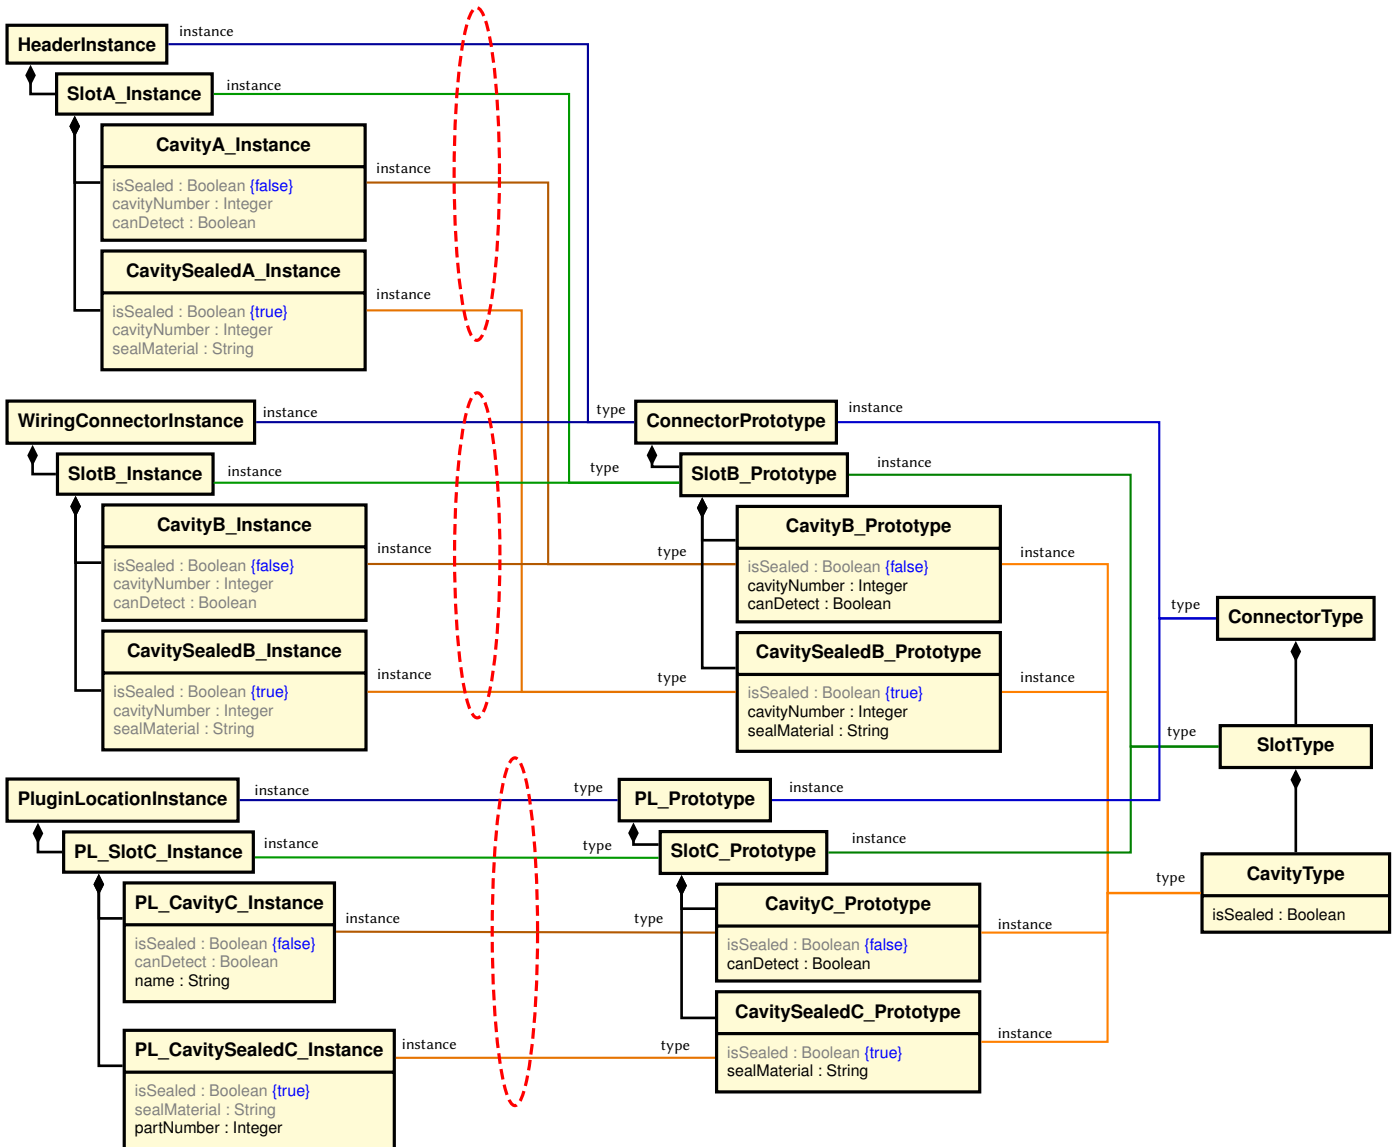 HeaderInstance
instance
SlotA_Instance
instance
CavityA_Instance
isSealed : Boolean {false}
cavityNumber : Integer
canDetect : Boolean
instance
CavitySealedA_Instance
isSealed : Boolean {true}
cavityNumber : Integer
sealMaterial : String
instance
WiringConnectorInstance
instance
SlotB_Instance
instance
CavityB_Instance
isSealed : Boolean {false}
cavityNumber : Integer
canDetect : Boolean
instance
CavitySealedB_Instance
isSealed : Boolean {true}
cavityNumber : Integer
sealMaterial : String
instance
PluginLocationInstance
instance
PL_SlotC_Instance
instance
PL_CavityC_Instance
isSealed : Boolean {false}
canDetect : Boolean
name : String
instance
PL_CavitySealedC_Instance
isSealed : Boolean {true}
sealMaterial : String
partNumber : Integer
instance
type
ConnectorPrototype
instance
type
SlotB_Prototype
instance
type
CavityB_Prototype
isSealed : Boolean {false}
cavityNumber : Integer
canDetect : Boolean
instance
type
CavitySealedB_Prototype
isSealed : Boolean {true}
cavityNumber : Integer
sealMaterial : String
instance
type
PL_Prototype
instance
type
SlotC_Prototype
instance
type
CavityC_Prototype
isSealed : Boolean {false}
canDetect : Boolean
instance
type
CavitySealedC_Prototype
isSealed : Boolean {true}
sealMaterial : String
instance
type
ConnectorType
type
SlotType
type
CavityType
isSealed : Boolean